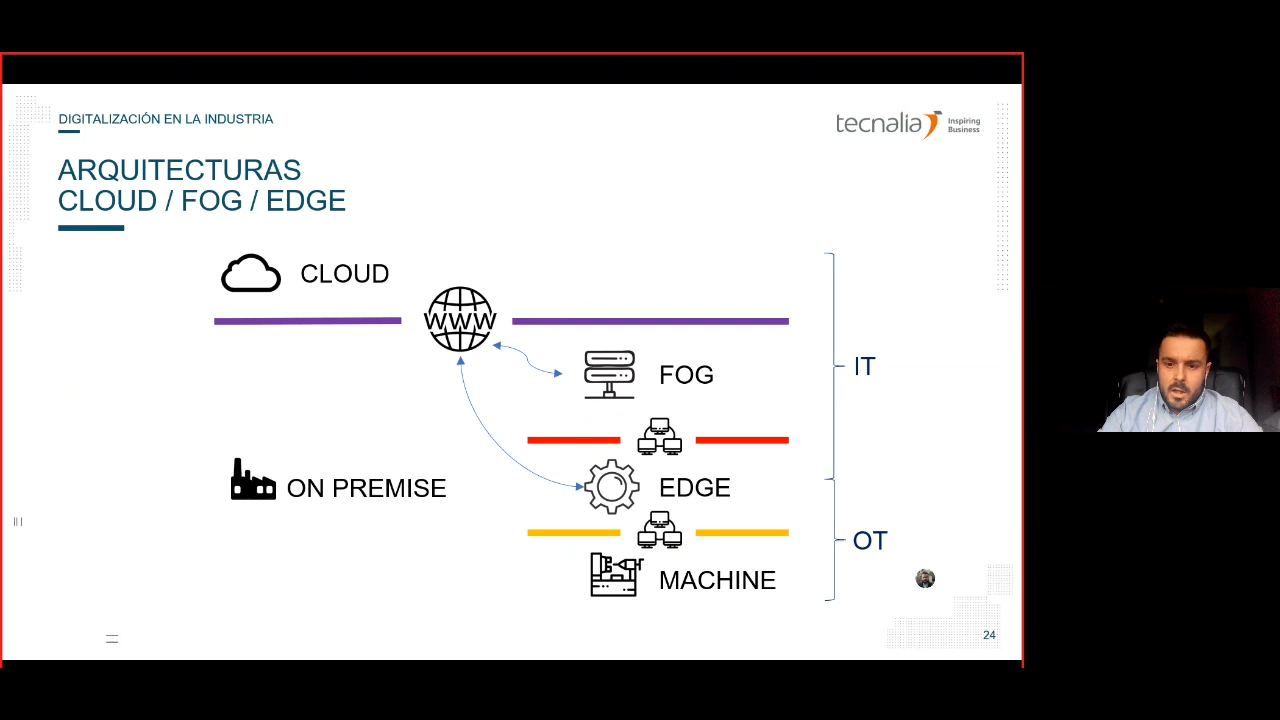 DIGITALIZACIÓN EN LA INDUSTRIA
tecnalia Inspiring
Business
ARQUITECTURAS
CLOUD / FOG / EDGE
CLOUD
WWW
FOG
IT
ON PREMISE
EDGE
OT
MACHINE
24